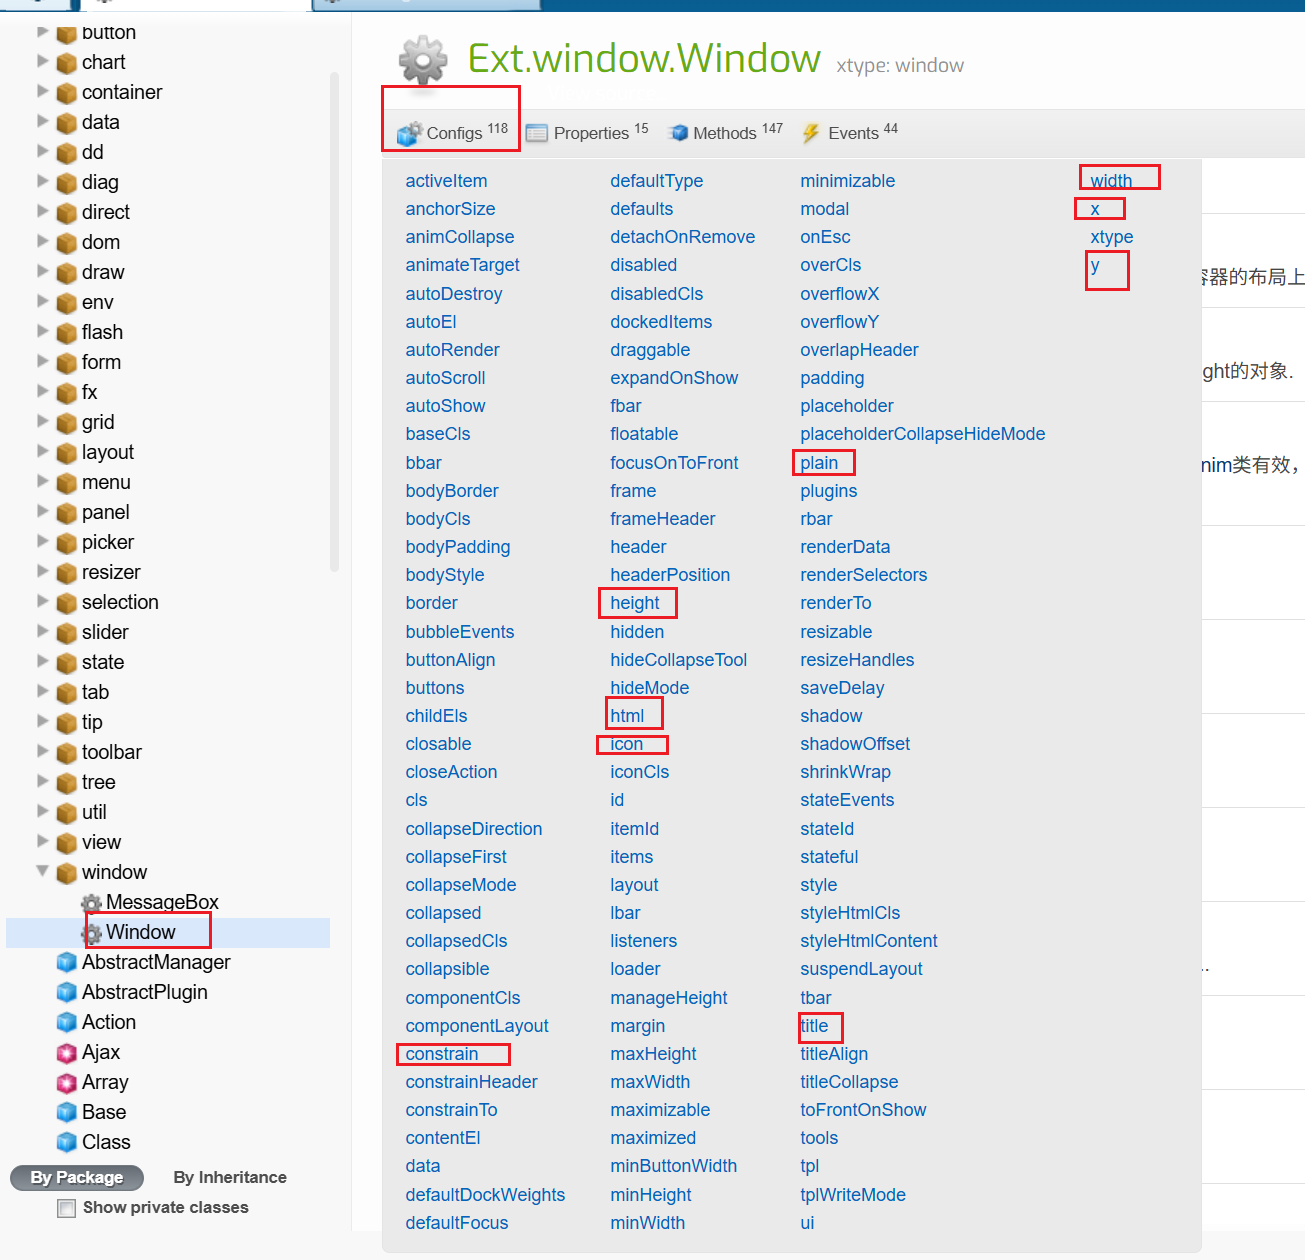 button
chart
container
data
dd
diag
direct
dom
draw
env
flash
form
fx
grid
layout
menu
panel
picker
resizer
selection
slider
state
tab
tip
toolbar
tree
util
view
window
MessageBox
Window
AbstractManager
AbstractPlugin
Action
Ajax
Array
Base
Class
By Package By Inheritance
Show private classes
Ext.window.Window xtype: window
Configs 118 Properties 15 Methods 147 Events 44
activeItem
anchorSize
animCollapse
animateTarget
autoDestroy
autoEl
autoRender
autoScroll
autoShow
baseCls
bbar
bodyBorder
bodyCls
bodyPadding
bodyStyle
border
bubbleEvents
buttonAlign
buttons
childEls
closable
closeAction
cls
collapseDirection
collapseFirst
collapseMode
collapsed
collapsedCls
collapsible
componentCls
componentLayout
constrain
constrainHeader
constrainTo
contentEl
data
defaultDockWeights
defaultFocus
defaultType
defaults
detachOnRemove
disabled
disabledCls
dockedItems
draggable
expandOnShow
fbar
floatable
focusOnToFront
frame
frameHeader
header
headerPosition
height
hidden
hideCollapseTool
hideMode
html
icon
iconCls
id
itemId
items
layout
lbar
listeners
loader
manageHeight
margin
maxHeight
maxWidth
maximizable
maximized
minButtonWidth
minHeight
minWidth
minimizable
modal
onEsc
overCls
overflowX
overflowY
overlapHeader
padding
placeholder
placeholderCollapseHideMode
plain
plugins
rbar
renderData
renderSelectors
renderTo
resizable
resizeHandles
saveDelay
shadow
shadowOffset
shrinkWrap
stateEvents
stateId
stateful
style
styleHtmlCls
styleHtmlContent
suspendLayout
tbar
title
titleAlign
titleCollapse
toFrontOnShow
tools
tpl
tplWriteMode
ui
width
x
xtype
y
器的布局上
ght的对象.
nim类有效，
..